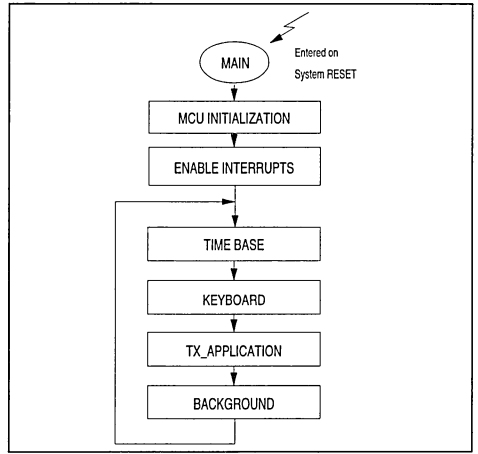 MAIN
Entered on
System RESET
MCU INITIALIZATION
ENABLE INTERRUPTS
TIME BASE
KEYBOARD
TX_APPLICATION
BACKGROUND